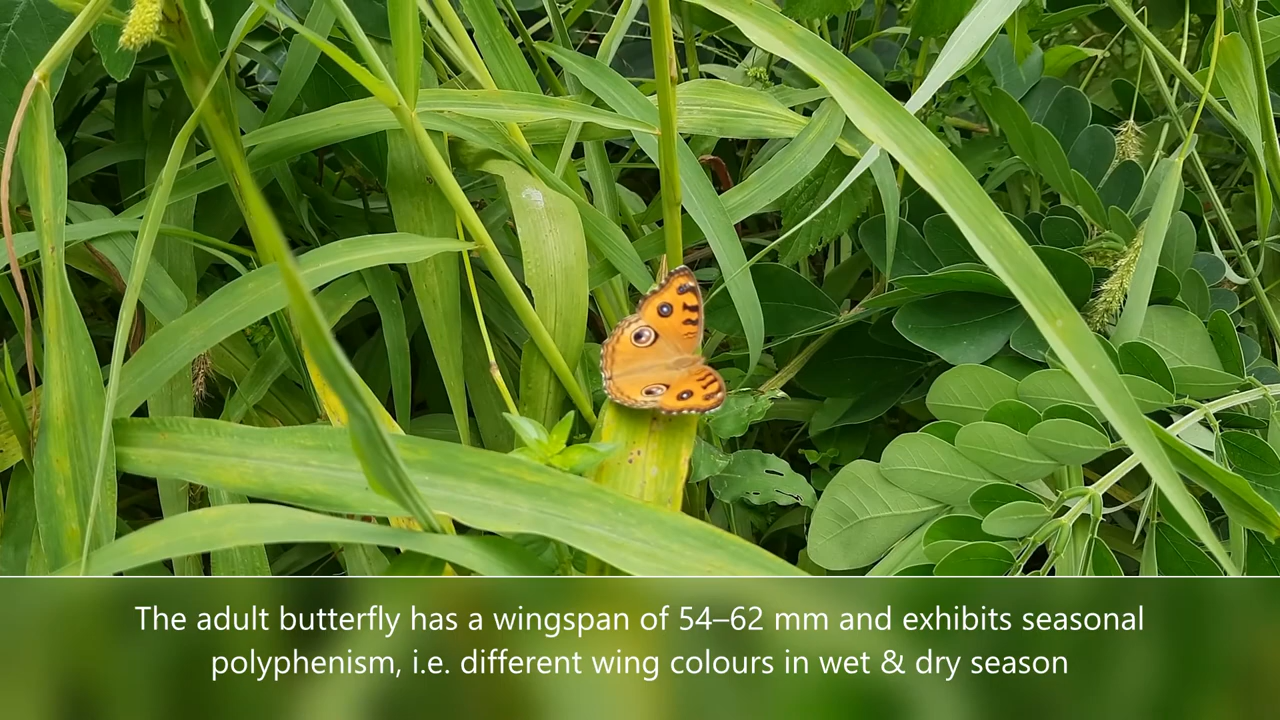 The adult butterfly has a wingspan of 54–62 mm and exhibits seasonal
polyphenism, i.e. different wing colours in wet & dry season